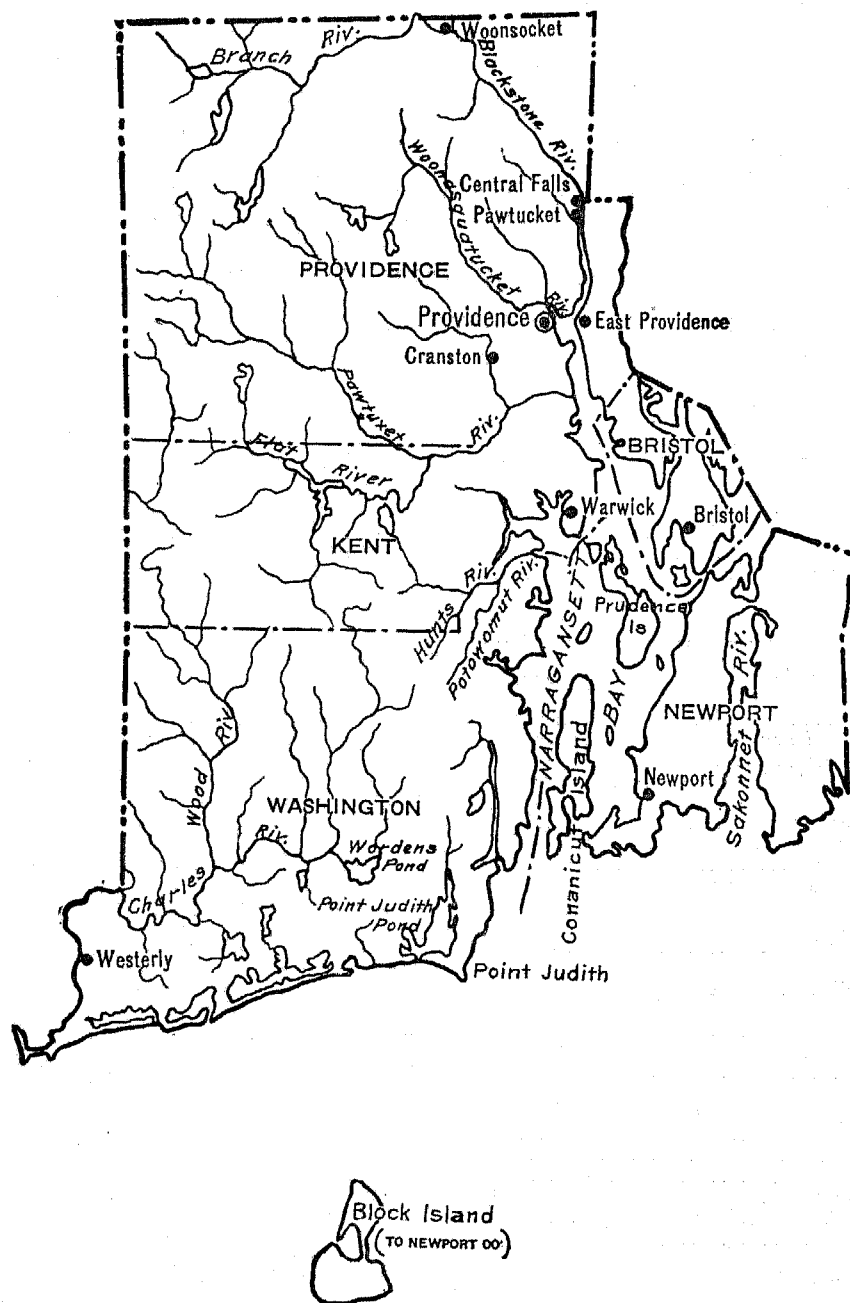 Branch Riv.
Woonsocket
Blackstone Riv.
Woonasquatucket Riv.
Central Falls
Pawtucket
PROVIDENCE
Providence
East Providence
Cranston
Pawtuxet Riv.
Flat River
BRISTOL
Warwick
Bristol
KENT
Hunts Riv.
Potowomut Riv.
Prudence
Is
NARRAGANSETT BAY
Conanicut Island
NEWPORT
Sakonnet Riv.
Newport
Wood Riv.
WASHINGTON
Charles Riv.
Wordens
Pond
Point Judith
Pond
Westerly
Point Judith
Block Island
(TO NEWPORT CO.)